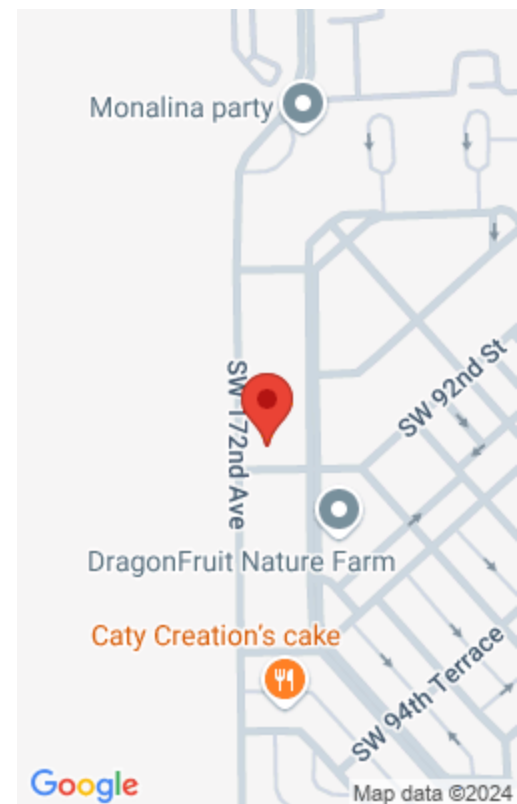 Monalina party
SW 92nd St
SW 172nd Ave
DragonFruit Nature Farm
Caty Creation's cake
SW 94th Terrace
Google
Map data ©2024